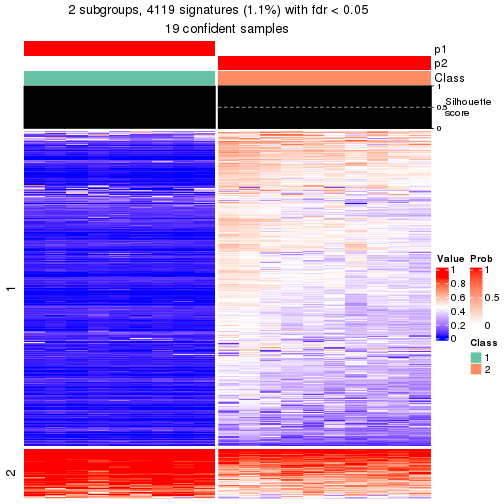 2 subgroups, 4119 signatures (1.1%) with fdr < 0.05
19 confident samples
p1
p2
Class
1
0.5
0
Silhouette
score
1
2
Value
1
0.8
0.6
0.4
0.2
0
Prob
1
0.5
0
Class
1
2